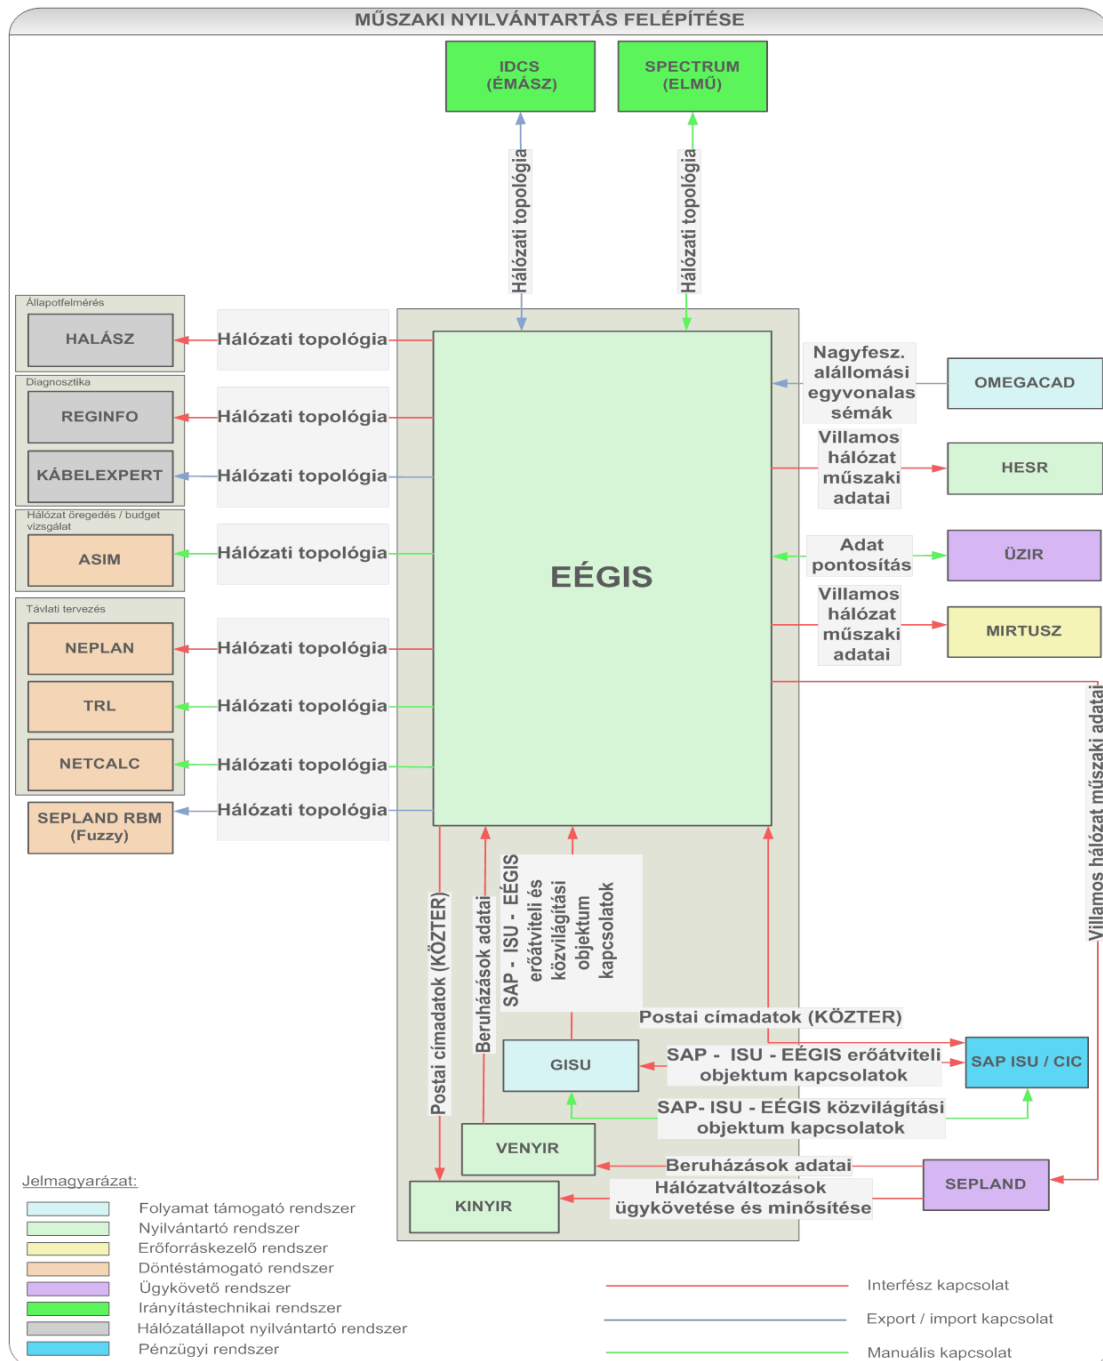 MŰSZAKI NYILVÁNTARTÁS FELÉPÍTÉSE
IDCS
(ÉMÁSZ)
SPECTRUM
(ELMŰ)
Hálózati topológia
Hálózati topológia
Állapotfelmérés
HALÁSZ
Hálózati topológia
Diagnosztika
REGINFO
Hálózati topológia
KÁBELEXPERT
Hálózati topológia
Hálózat öregedés / budget
vizsgálat
ASIM
Hálózati topológia
Távlati tervezés
NEPLAN
Hálózati topológia
TRL
Hálózati topológia
NETCALC
Hálózati topológia
SEPLAND RBM
(Fuzzy)
Hálózati topológia
EÉGIS
Nagyfesz.
alállomási
egyvonalas
sémák
OMEGACAD
Villamos
hálózat
műszaki
adatai
HESR
Adat
pontosítás
ÜZIR
Villamos
hálózat
műszaki
adatai
MIRTUSZ
Villamos hálózat műszaki adatai
Postai címadatok (KÖZTER)
Beruházások adatai
SAP - ISU - EÉGIS
erőátviteli és
közvilágítási
objektum
kapcsolatok
Postai címadatok (KÖZTER)
GISU
SAP - ISU - EÉGIS erőátviteli
objektum kapcsolatok
SAP ISU / CIC
SAP- ISU - EÉGIS közvilágítási
objektum kapcsolatok
VENYIR
Beruházások adatai
SEPLAND
KINYIR
Hálózatváltozások
ügykövetése és minősítése
Jelmagyarázat:
Folyamat támogató rendszer
Nyilvántartó rendszer
Erőforráskezelő rendszer
Döntéstámogató rendszer
Ügykövető rendszer
Irányítástechnikai rendszer
Hálózatállapot nyilvántartó rendszer
Pénzügyi rendszer
Interfész kapcsolat
Export / import kapcsolat
Manuális kapcsolat